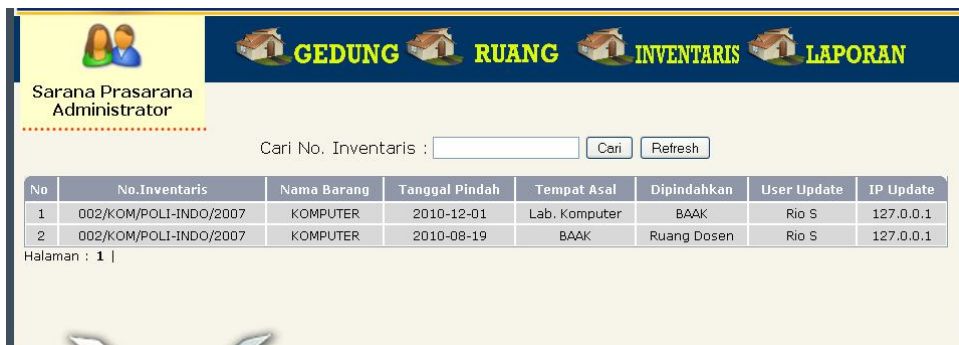 GEDUNG RUANG INVENTARIS LAPORAN
Sarana Prasarana
Administrator
Cari No. Inventaris : Cari Refresh
No No.Inventaris Nama Barang Tanggal Pindah Tempat Asal Dipindahkan User Update IP Update
1 002/KOM/POLI-INDO/2007 KOMPUTER 2010-12-01 Lab. Komputer BAAK Rio S 127.0.0.1
2 002/KOM/POLI-INDO/2007 KOMPUTER 2010-08-19 BAAK Ruang Dosen Rio S 127.0.0.1
Halaman : 1 |